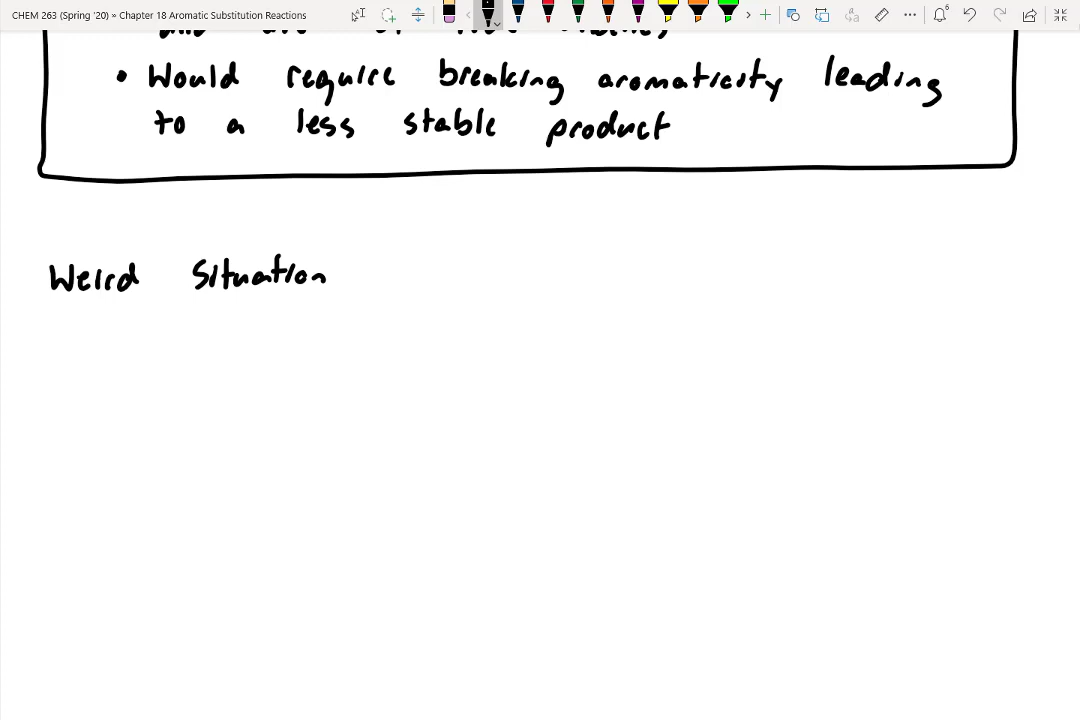 CHEM 263 (Spring '20) » Chapter 18 Aromatic Substitution Reactions
6
• Would require breaking aromaticity leading
to a less stable product
Weird Situation